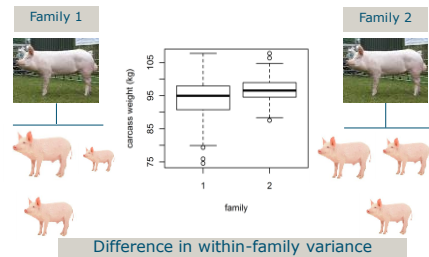 Family 1
Family 2
carcass weight (kg)
105
95
85
75
1
2
family
Difference in within-family variance